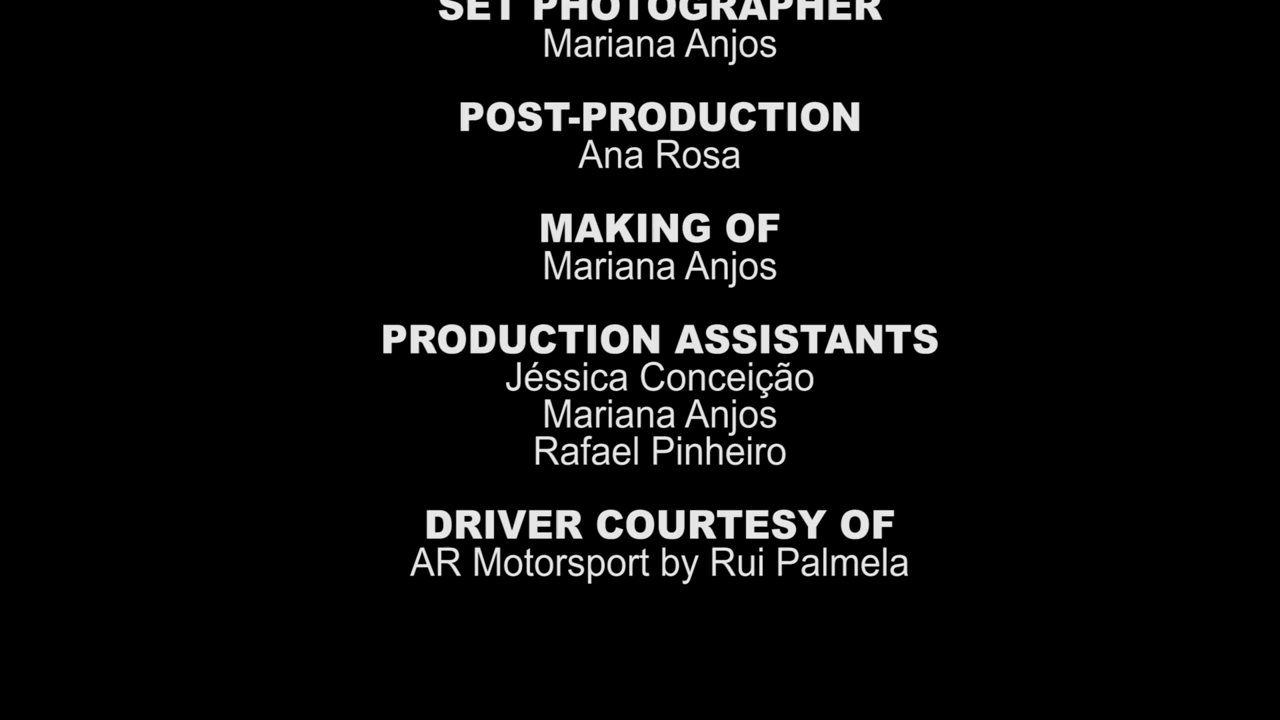 SET PHOTOGRAPHER
Mariana Anjos
POST-PRODUCTION
Ana Rosa
MAKING OF
Mariana Anjos
PRODUCTION ASSISTANTS
Jéssica Conceição
Mariana Anjos
Rafael Pinheiro
DRIVER COURTESY OF
AR Motorsport by Rui Palmela